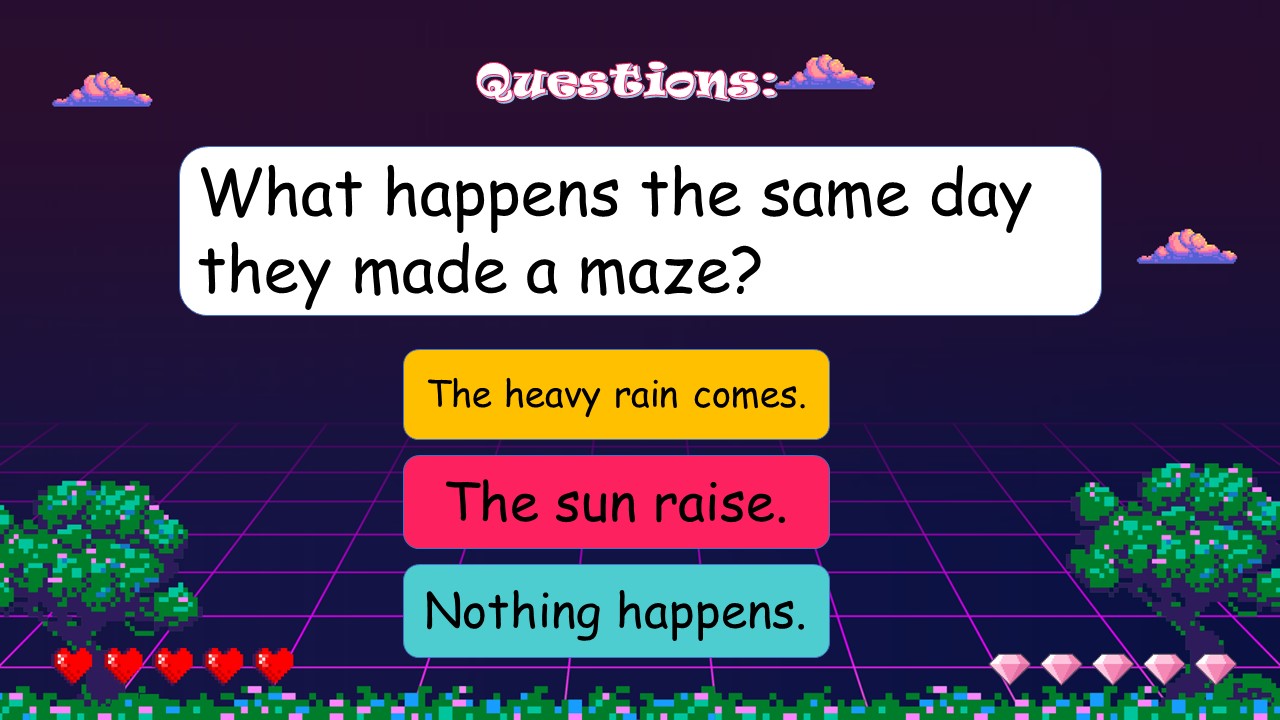 Questions:
What happens the same day
they made a maze?
The heavy rain comes.
The sun raise.
Nothing happens.